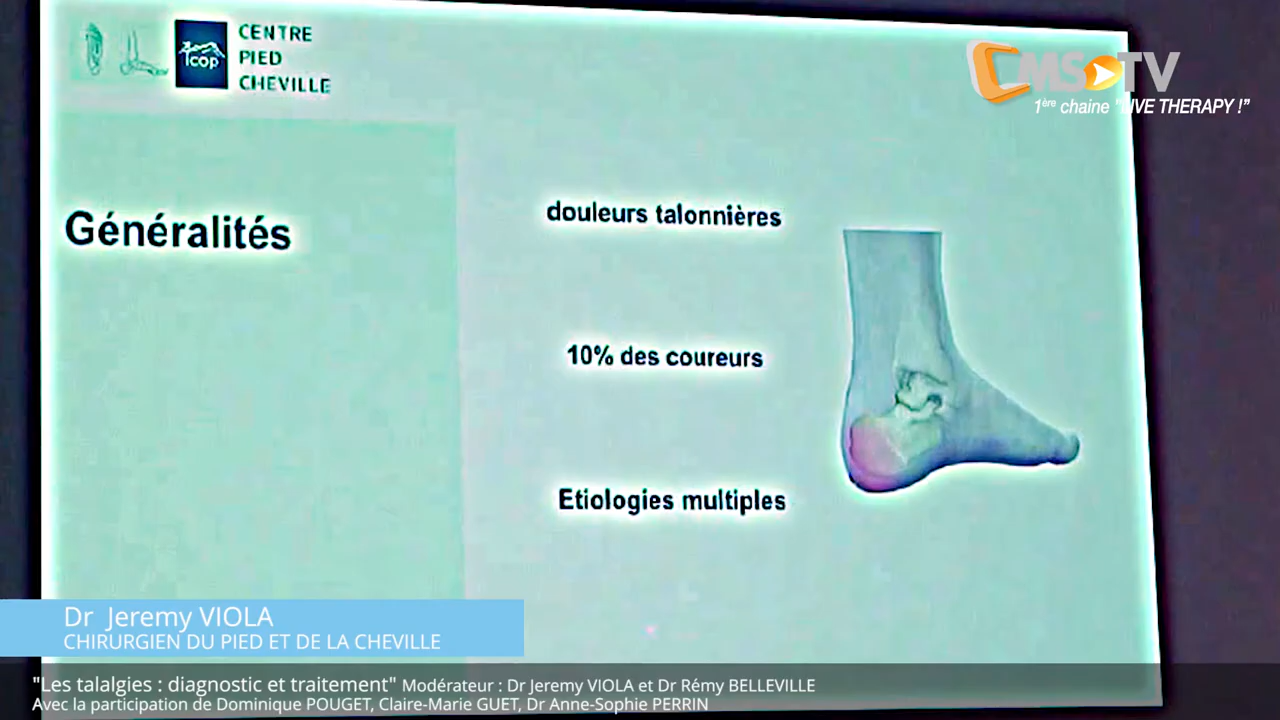 CENTRE
PIED
CHEVILLE
icop
CMS TV
1ère chaine "LIVE THERAPY !"
Généralités
douleurs talonnières
10% des coureurs
Etiologies multiples
Dr Jeremy VIOLA
CHIRURGIEN DU PIED ET DE LA CHEVILLE
"Les talalgies : diagnostic et traitement" Modérateur : Dr Jeremy VIOLA et Dr Rémy BELLEVILLE
Avec la participation de Dominique POUGET, Claire-Marie GUET, Dr Anne-Sophie PERRIN